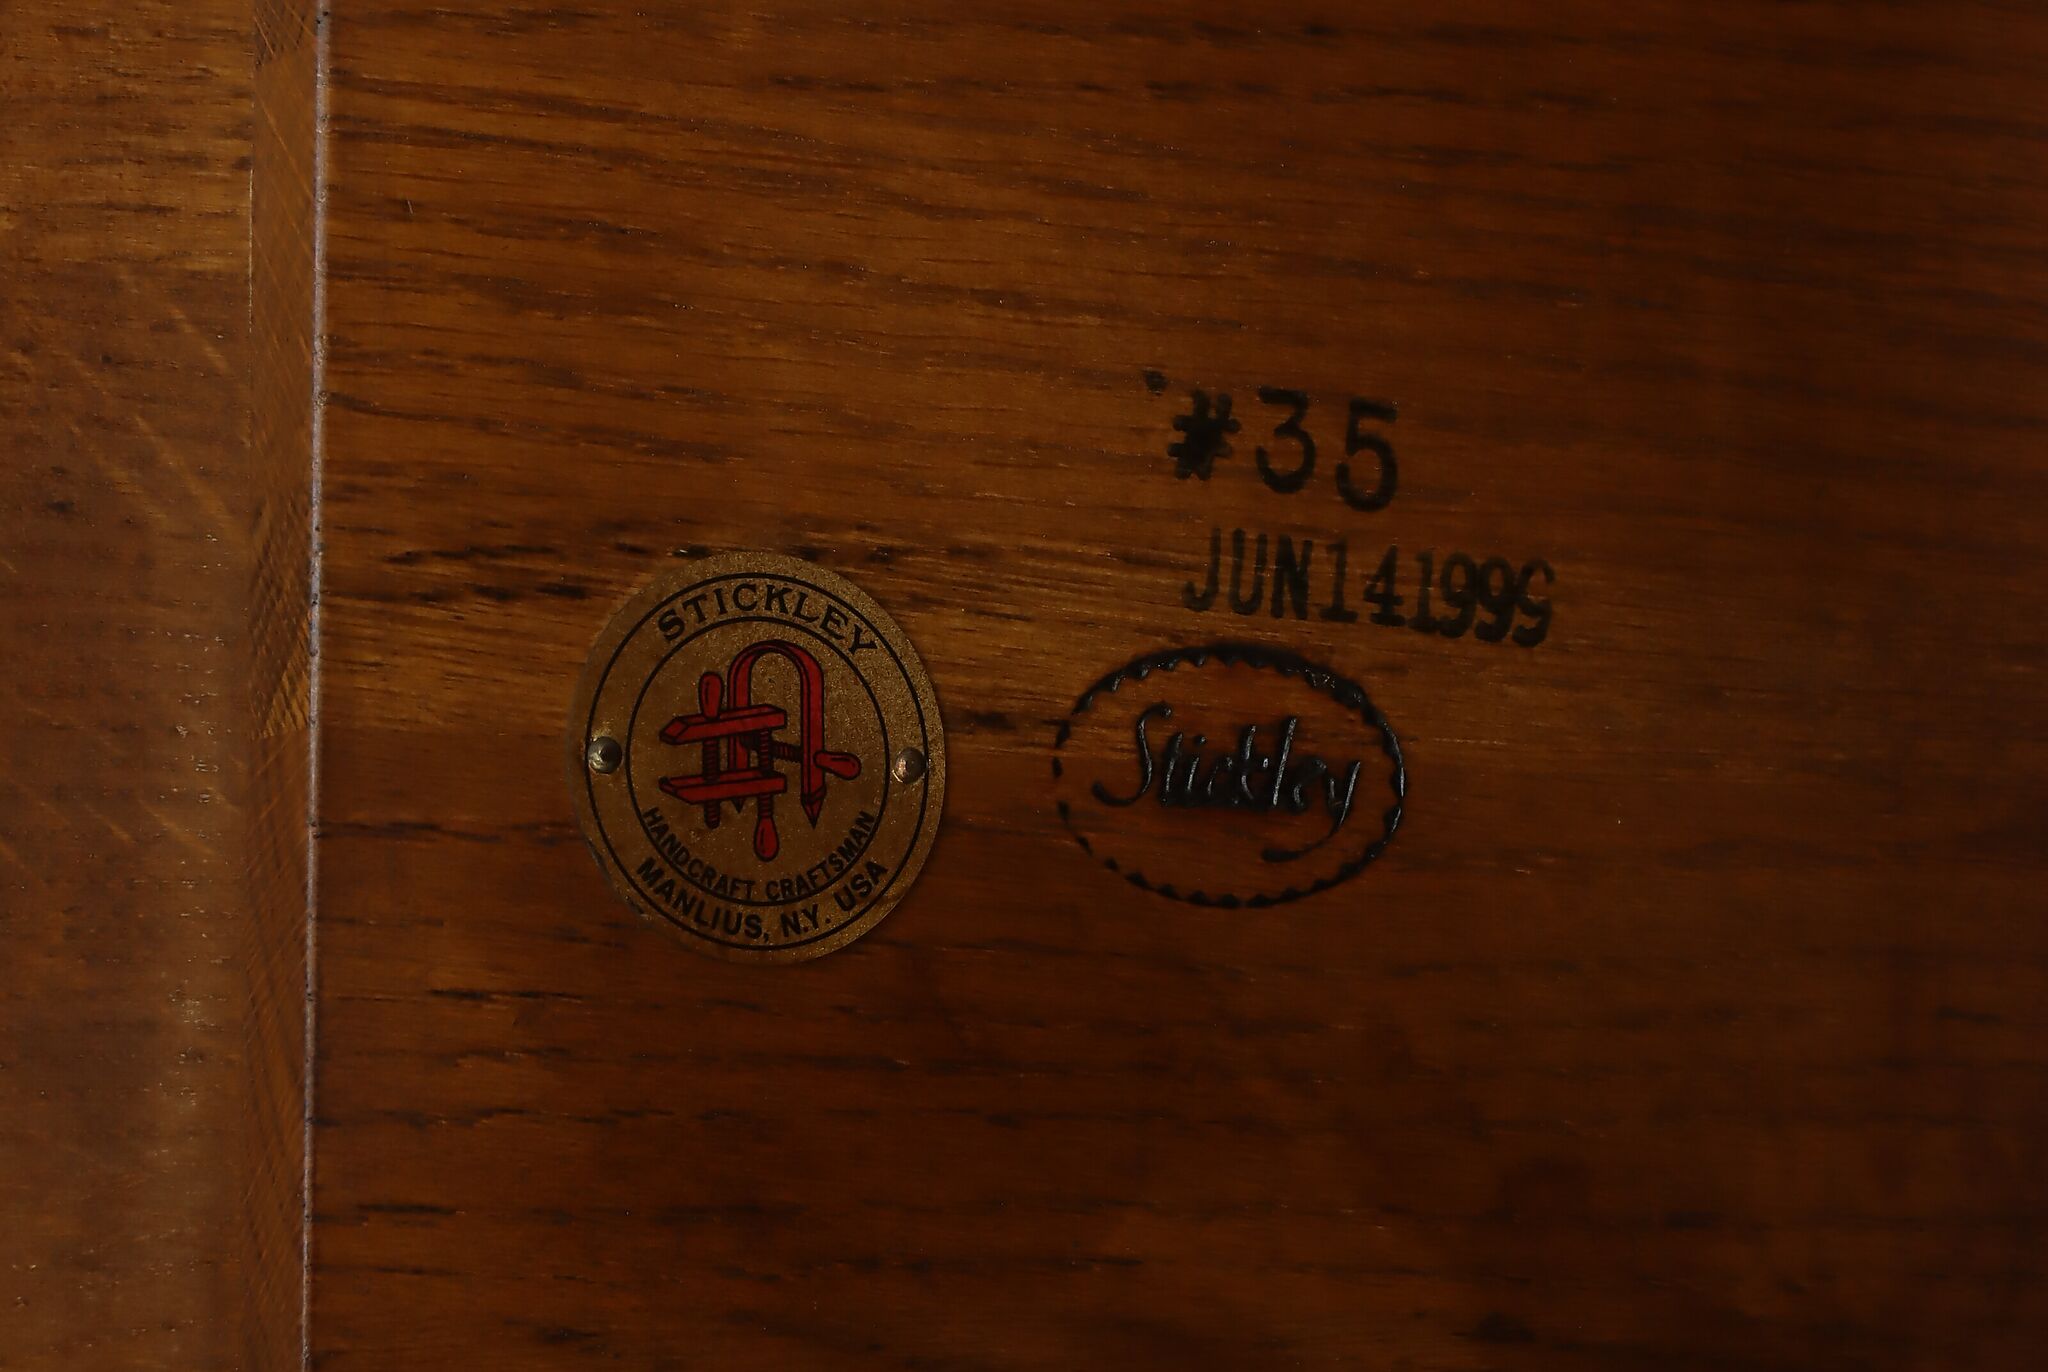 #35
JUN141999
STICKLEY
HANDCRAFT CRAFTSMAN
MANLIUS, N.Y. USA
Stickley